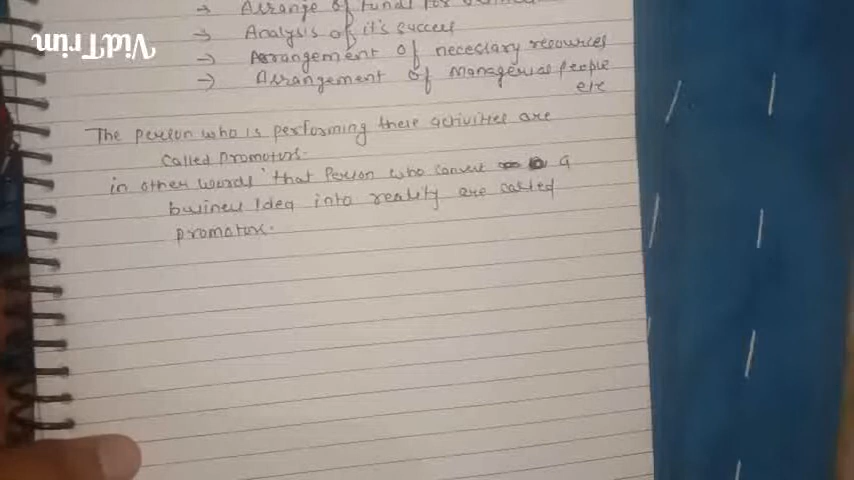 → Arrange of funds for
→ Analysis of it's success
VidTrim
→ Arrangement of necessary resources
→ Arrangement of managerial people
etc
The person who is performing these activities are
called promoters.
in other words that person who convert a
business idea into reality are called
promoters.